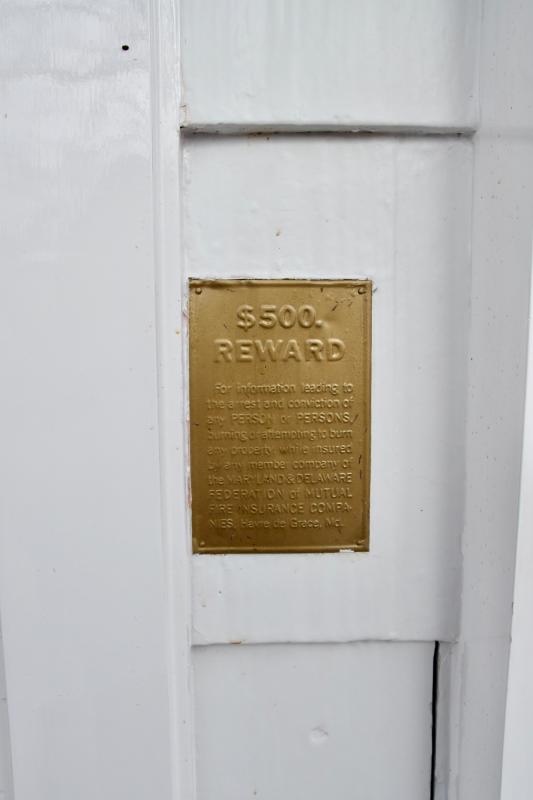 $500.
REWARD
For information leading to
the arrest and conviction of
any PERSON or PERSONS,
burning or attempting to burn
any property while insured
by any member company of
the MARYLAND & DELAWARE
FEDERATION of MUTUAL
FIRE INSURANCE COMPA-
NIES, Havre de Grace, Md.